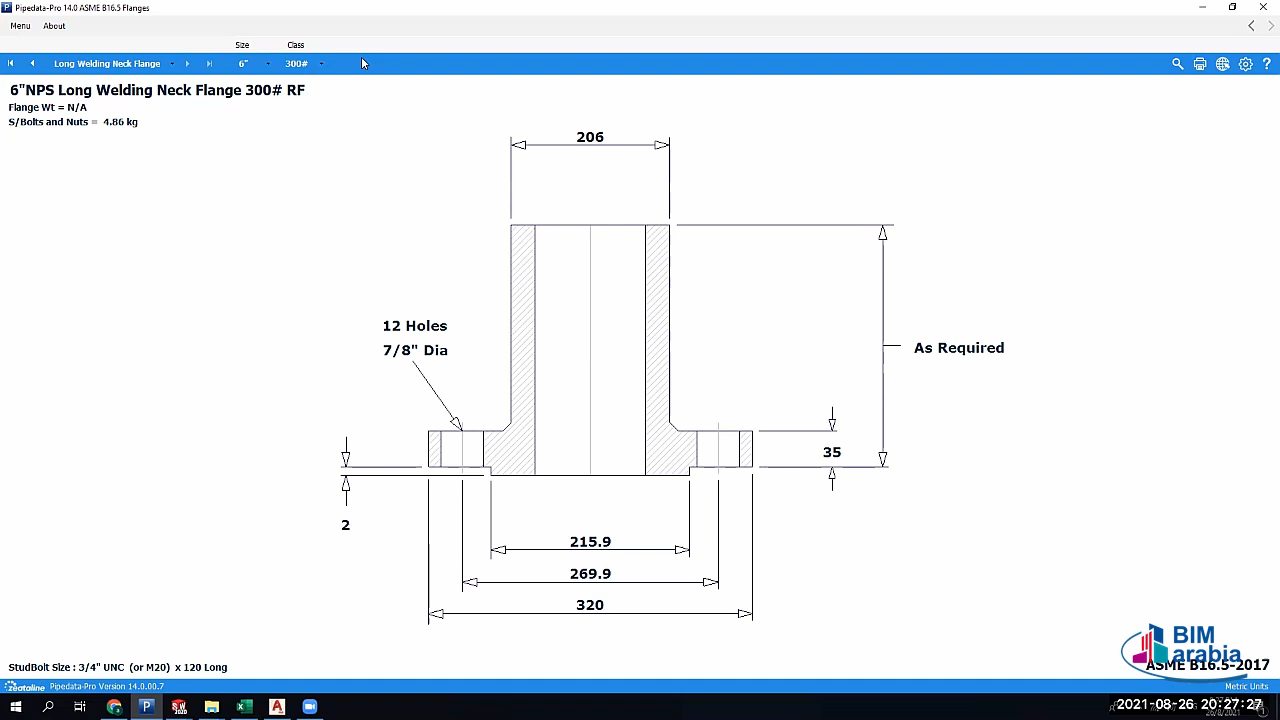 Pipedata-Pro 14.0 ASME B16.5 Flanges
Menu About
Size Class
Long Welding Neck Flange 6" 300#
6"NPS Long Welding Neck Flange 300# RF
Flange Wt = N/A
S/Bolts and Nuts = 4.86 kg
206
12 Holes
7/8" Dia
As Required
35
2
215.9
269.9
320
BIM
arabia
StudBolt Size : 3/4" UNC (or M20) x 120 Long
ASME B16.5-2017
Zeataline Pipedata-Pro Version 14.0.00.7
Metric Units
2021-08-26 20:27:27
26/8/2021